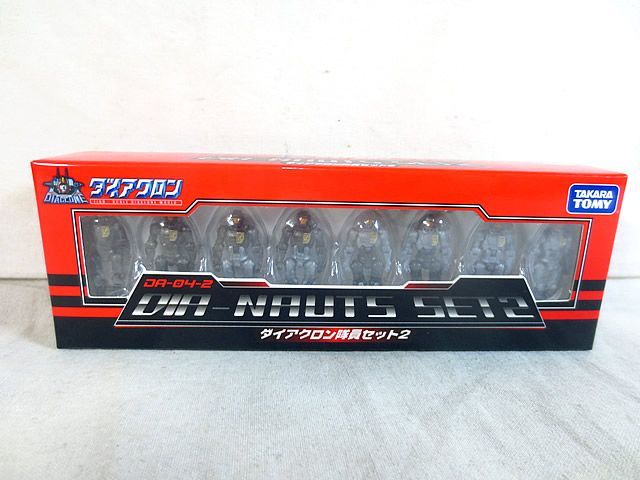 DIACLONE
ダイアクロン
TAKARA
TOMY
DA-04-2
DIA-NAUTS SET2
ダイアクロン隊員セット2